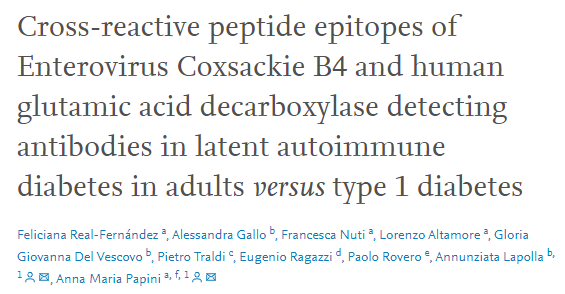 Cross-reactive peptide epitopes of
Enterovirus Coxsackie B4 and human
glutamic acid decarboxylase detecting
antibodies in latent autoimmune
diabetes in adults versus type 1 diabetes
Feliciana Real-Fernández a, Alessandra Gallo b, Francesca Nuti a, Lorenzo Altamore a, Gloria
Giovanna Del Vescovo b, Pietro Traldi c, Eugenio Ragazzi d, Paolo Rovero e, Annunziata Lapolla b,
1, Anna Maria Papini a, f, 1